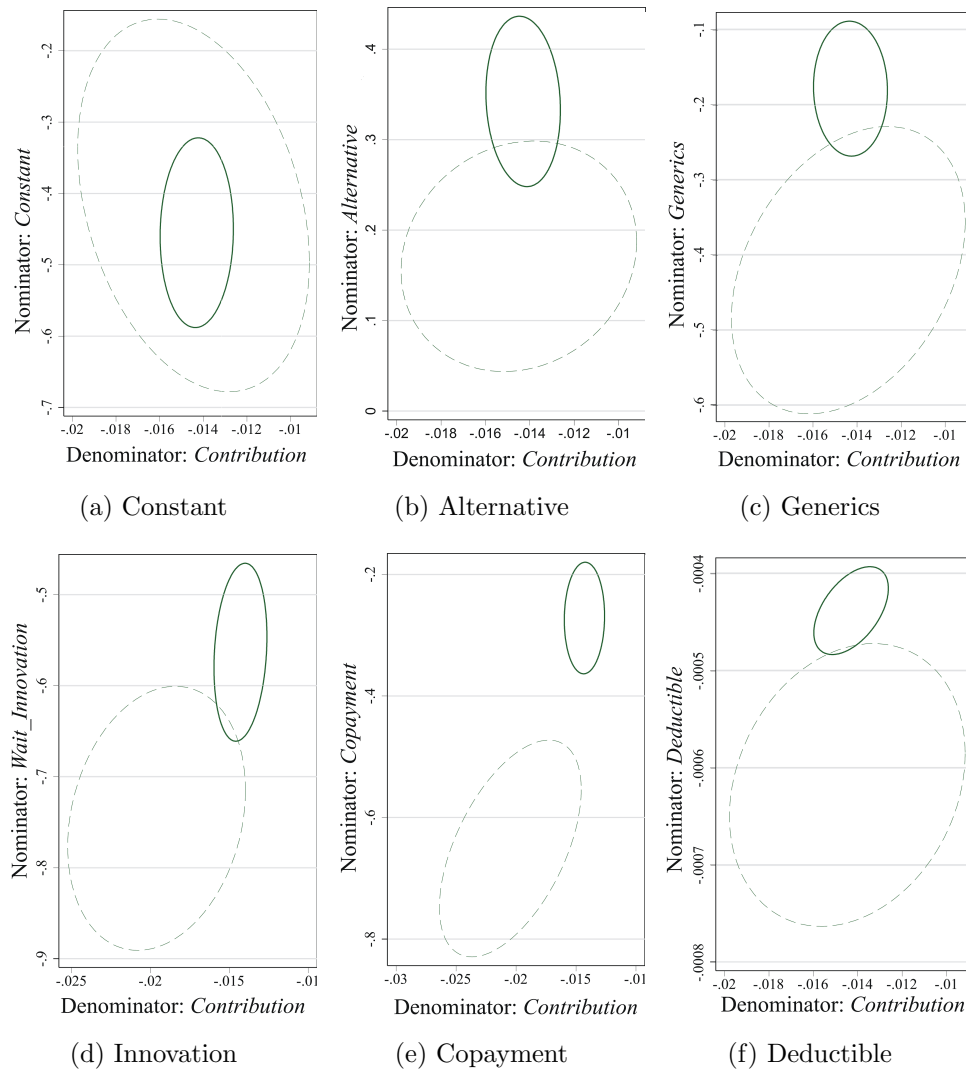 Nominator: Constant
-.2
-.3
-.4
-.5
-.6
-.7
-.02 -.018 -.016 -.014 -.012 -.01
Denominator: Contribution
(a) Constant
Nominator: Alternative
.4
.3
.2
.1
0
-.02 -.018 -.016 -.014 -.012 -.01
Denominator: Contribution
(b) Alternative
Nominator: Generics
-.1
-.2
-.3
-.4
-.5
-.6
-.02 -.018 -.016 -.014 -.012 -.01
Denominator: Contribution
(c) Generics
Nominator: Wait_Innovation
-.5
-.6
-.7
-.8
-.9
-.025 -.02 -.015 -.01
Denominator: Contribution
(d) Innovation
Nominator: Copayment
-.2
-.4
-.6
-.8
-.03 -.025 -.02 -.015 -.01
Denominator: Contribution
(e) Copayment
Nominator: Deductible
-.0004
-.0005
-.0006
-.0007
-.0008
-.02 -.018 -.016 -.014 -.012 -.01
Denominator: Contribution
(f) Deductible